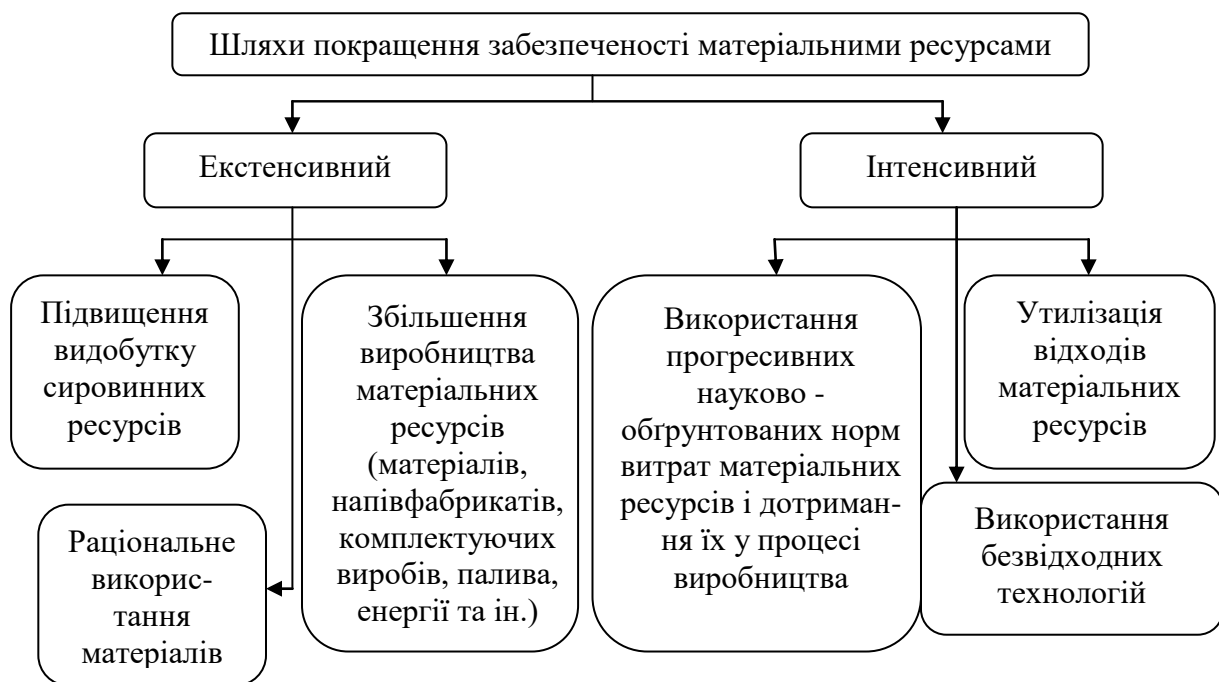 Шляхи покращення забезпеченості матеріальними ресурсами
Екстенсивний
Інтенсивний
Підвищення
видобутку
сировинних
ресурсів
Збільшення
виробництва
матеріальних
ресурсів
(матеріалів,
напівфабрикатів,
комплектуючих
виробів, палива,
енергії та ін.)
Використання
прогресивних
науково -
обґрунтованих норм
витрат матеріальних
ресурсів і дотриман-
ня їх у процесі
виробництва
Утилізація
відходів
матеріальних
ресурсів
Раціональне
викорис-
тання
матеріалів
Використання
безвідходних
технологій